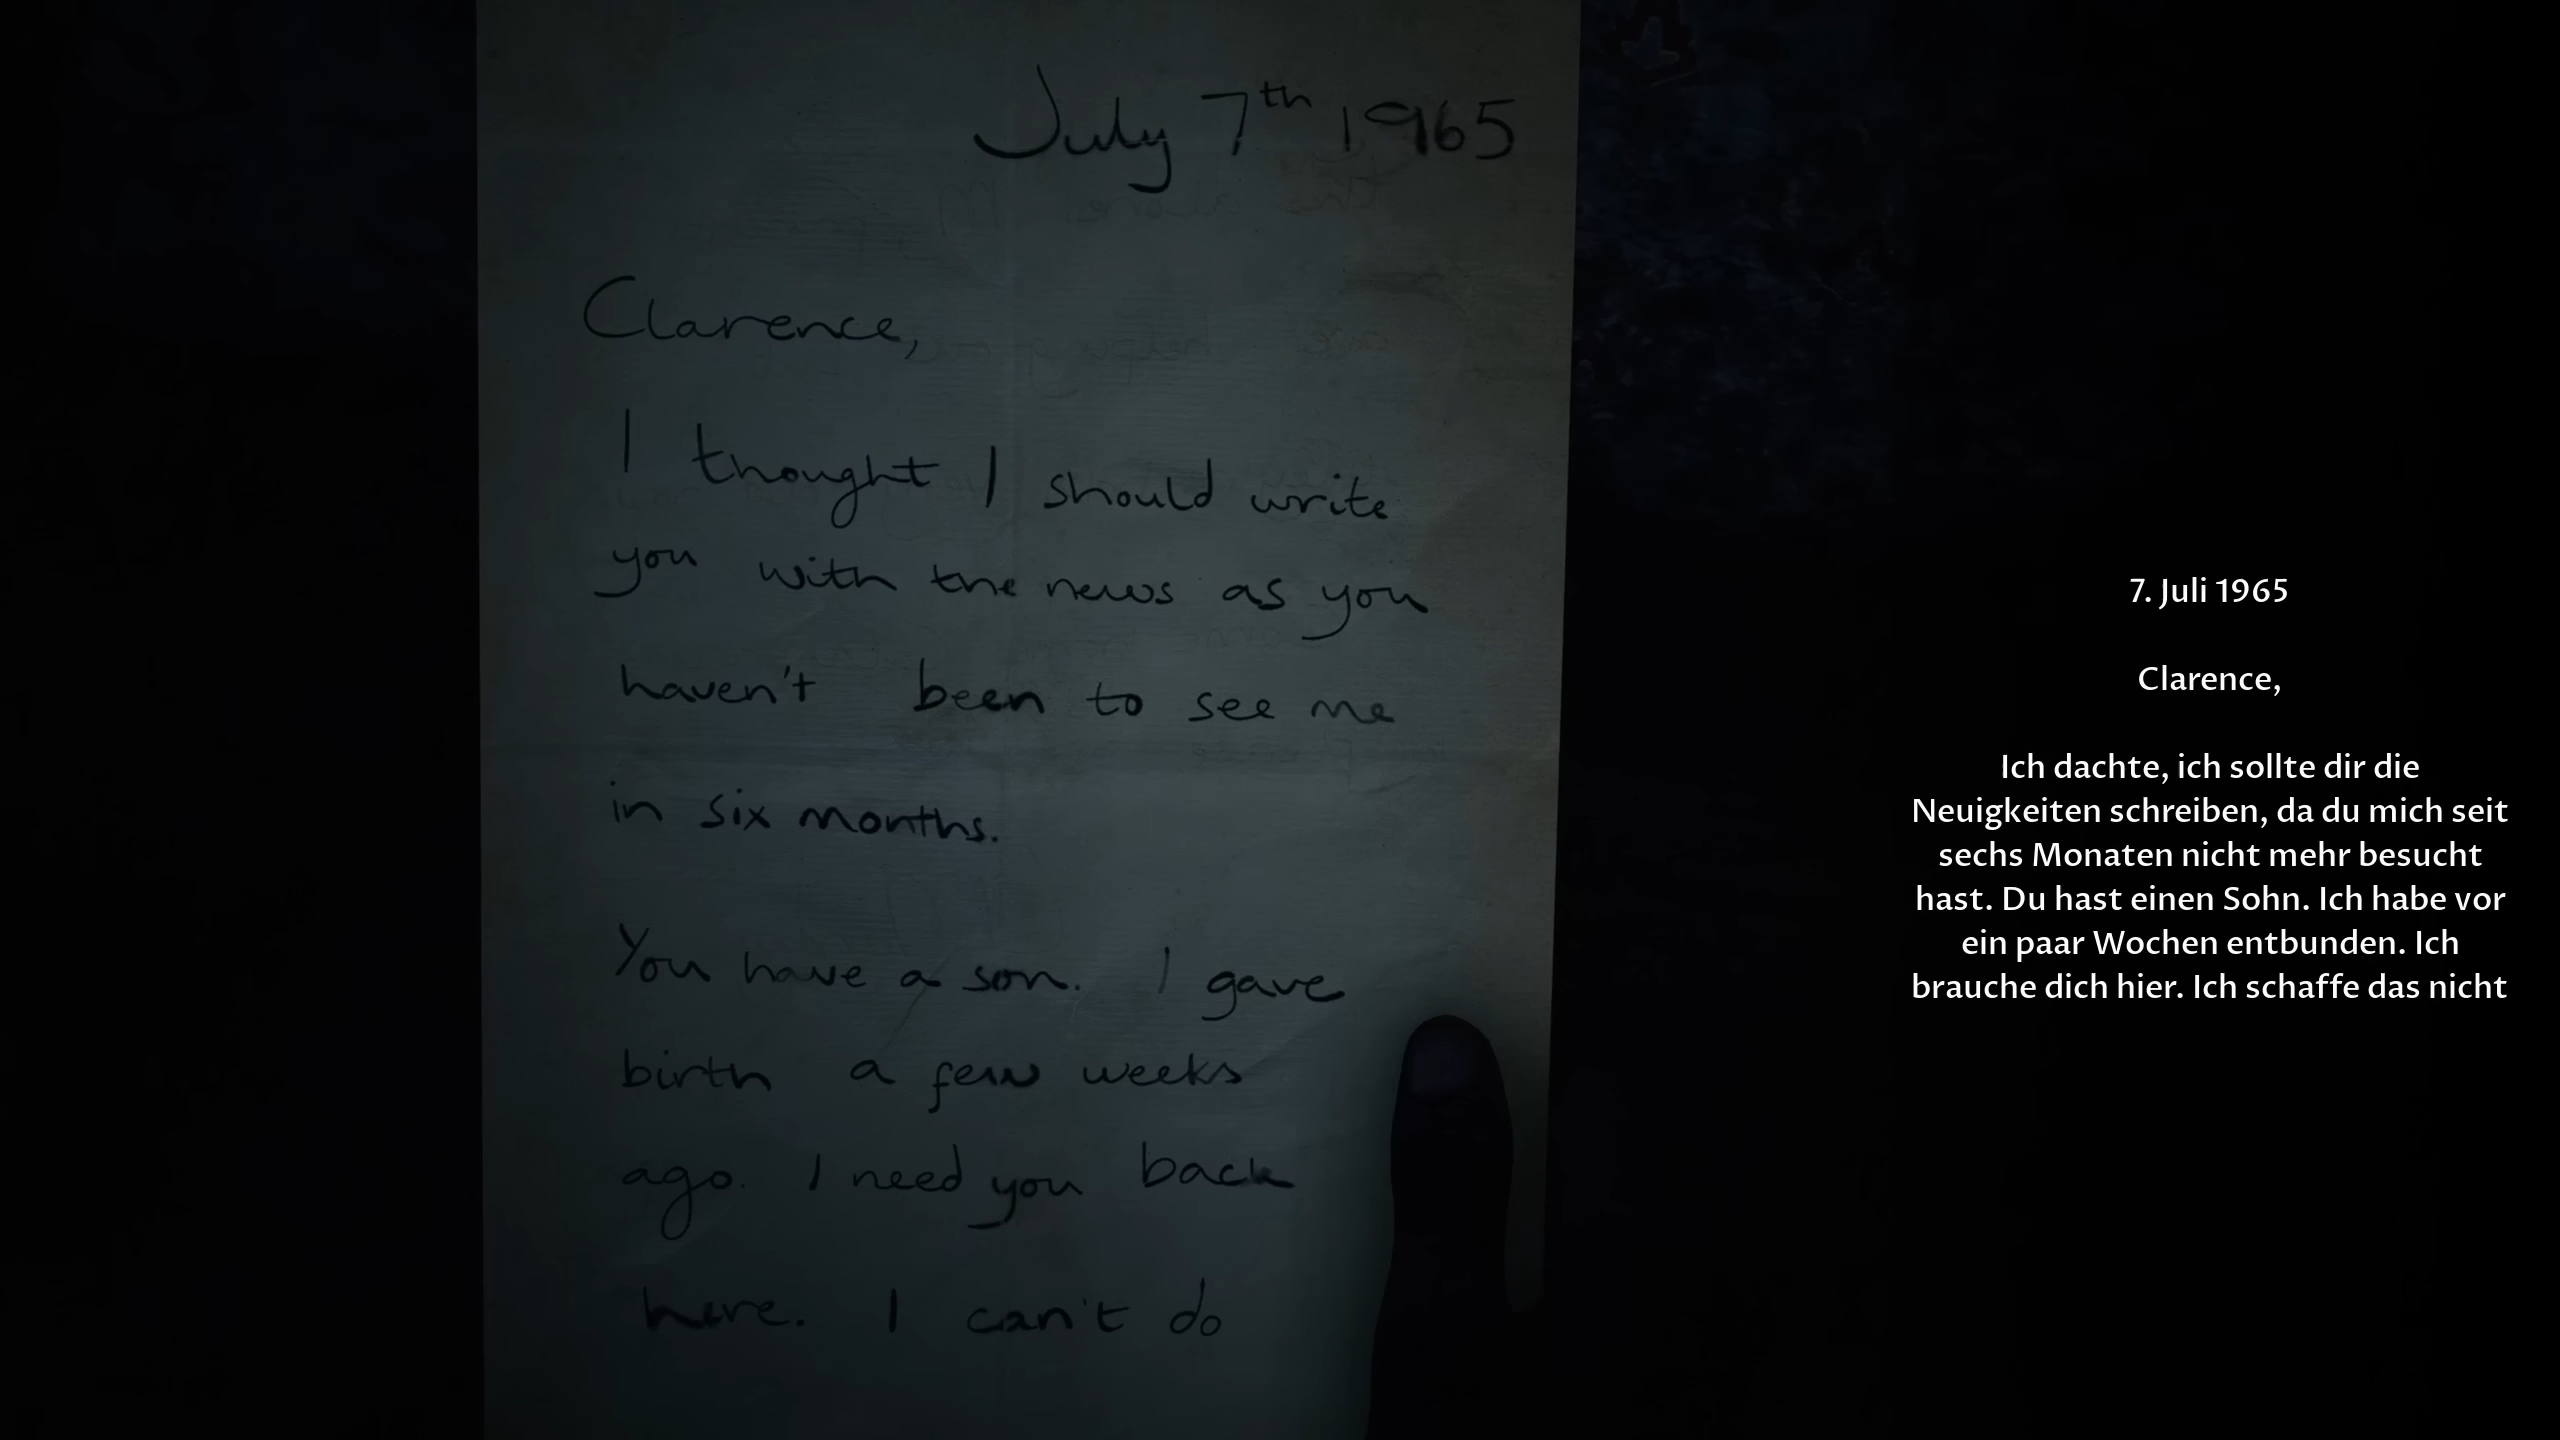 July 7th 1965
Clarence,
I thought I should write
you with the news as you
haven't been to see me
in six months.
You have a son. I gave
birth a few weeks
ago. I need you back
here. I can't do
7. Juli 1965
Clarence,
Ich dachte, ich sollte dir die
Neuigkeiten schreiben, da du mich seit
sechs Monaten nicht mehr besucht
hast. Du hast einen Sohn. Ich habe vor
ein paar Wochen entbunden. Ich
brauche dich hier. Ich schaffe das nicht